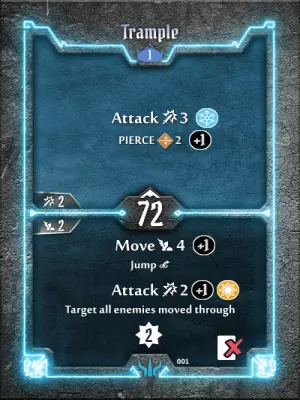 Trample
1
Attack 3
PIERCE 2 +1
2
72
2
Move 4 +1
Jump
Attack 2 +1
Target all enemies moved through
2
001